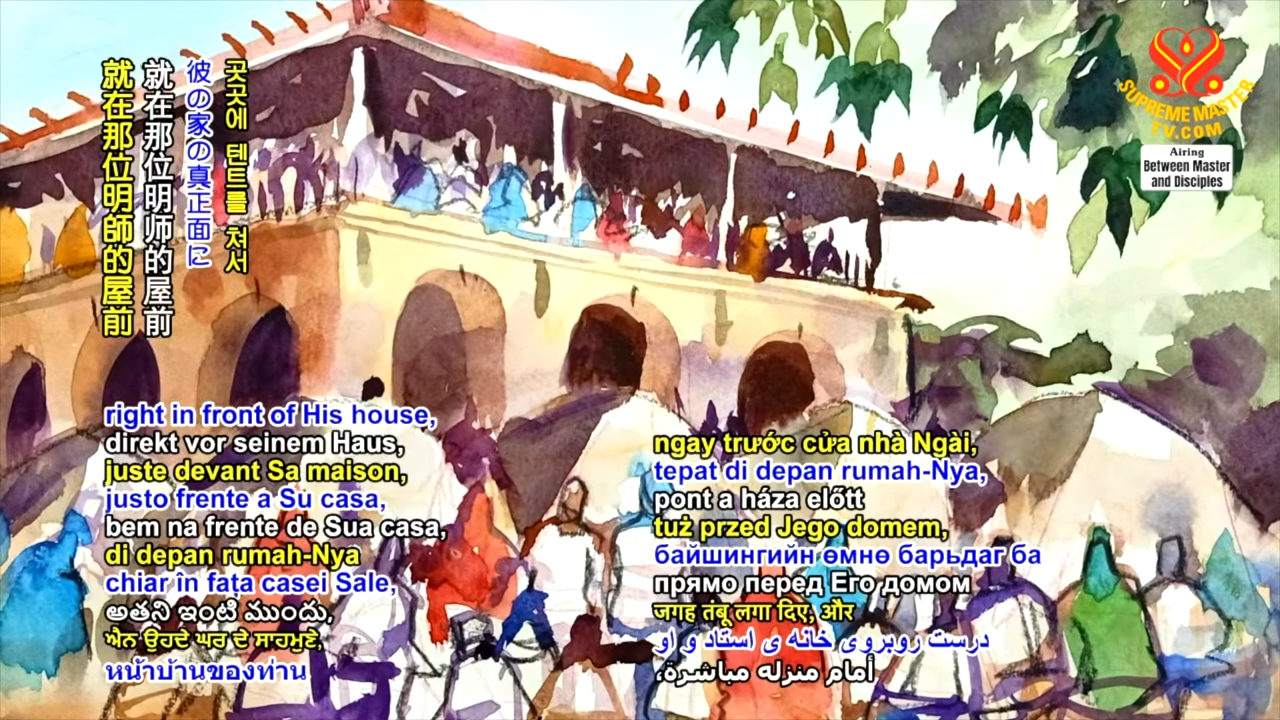 就在那位明師的屋前
就在那位明师的屋前
彼の家の真正面に
곳곳에 텐트를 쳐서
SUPREME MASTER
TV.COM
Airing
Between Master
and Disciples
right in front of His house,
direkt vor seinem Haus,
juste devant Sa maison,
justo frente a Su casa,
bem na frente de Sua casa,
di depan rumah-Nya
chiar în fața casei Sale,
అతని ఇంటి ముందు,
ਐਨ ਉਹਦੇ ਘਰ ਦੇ ਸਾਹਮੁਣੇ,
หน้าบ้านของท่าน
ngay trước cửa nhà Ngài,
tepat di depan rumah-Nya,
pont a háza előtt
tuż przed Jego domem,
байшингийн өмнө барьдаг ба
прямо перед Его домом
जगह तंबू लगा दिए, और
درست روبروی خانه ی استاد و او
أمام منزله مباشرة،